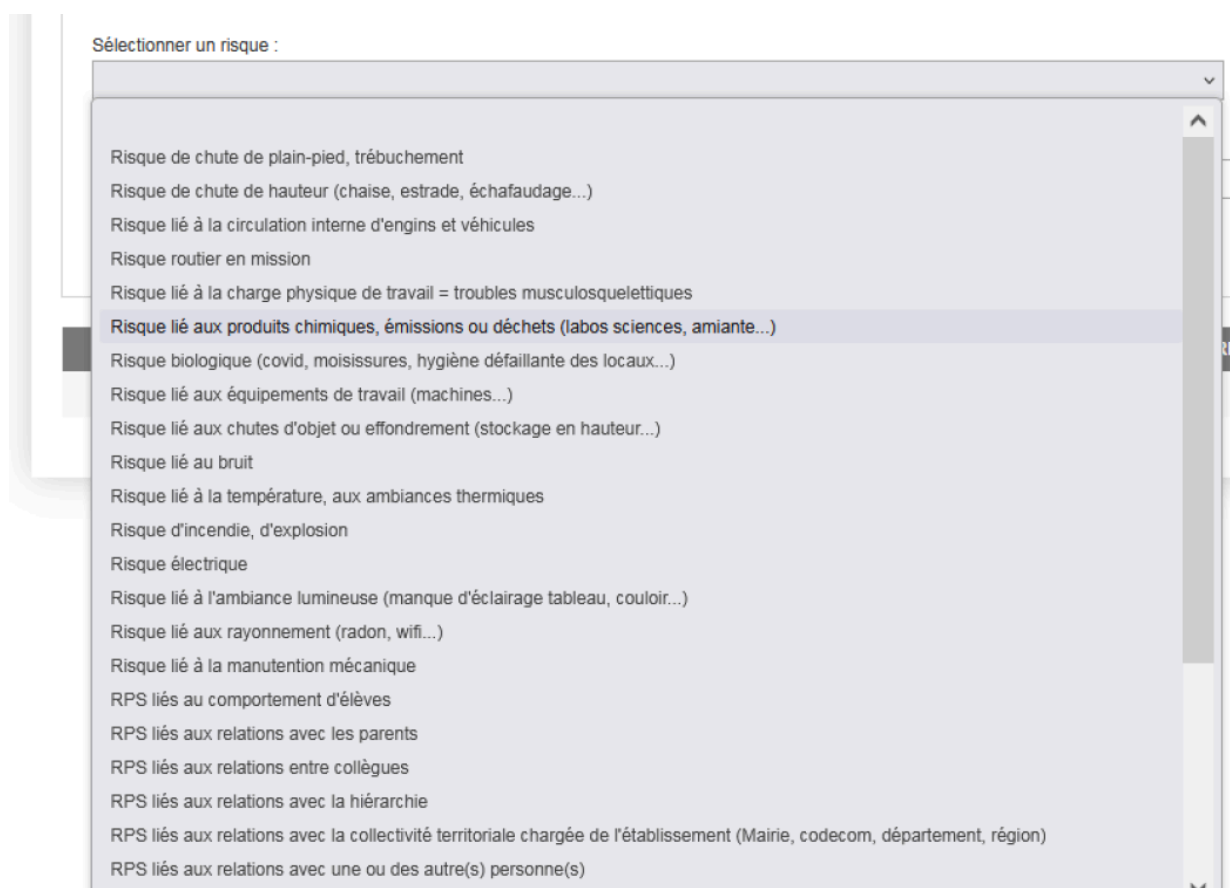 Sélectionner un risque :
Risque de chute de plain-pied, trébuchement
Risque de chute de hauteur (chaise, estrade, échafaudage...)
Risque lié à la circulation interne d'engins et véhicules
Risque routier en mission
Risque lié à la charge physique de travail = troubles musculosquelettiques
Risque lié aux produits chimiques, émissions ou déchets (labos sciences, amiante...)
Risque biologique (covid, moisissures, hygiène défaillante des locaux...)
Risque lié aux équipements de travail (machines...)
Risque lié aux chutes d'objet ou effondrement (stockage en hauteur...)
Risque lié au bruit
Risque lié à la température, aux ambiances thermiques
Risque d'incendie, d'explosion
Risque électrique
Risque lié à l'ambiance lumineuse (manque d'éclairage tableau, couloir...)
Risque lié aux rayonnement (radon, wifi...)
Risque lié à la manutention mécanique
RPS liés au comportement d'élèves
RPS liés aux relations avec les parents
RPS liés aux relations entre collègues
RPS liés aux relations avec la hiérarchie
RPS liés aux relations avec la collectivité territoriale chargée de l'établissement (Mairie, codecom, département, région)
RPS liés aux relations avec une ou des autre(s) personne(s)